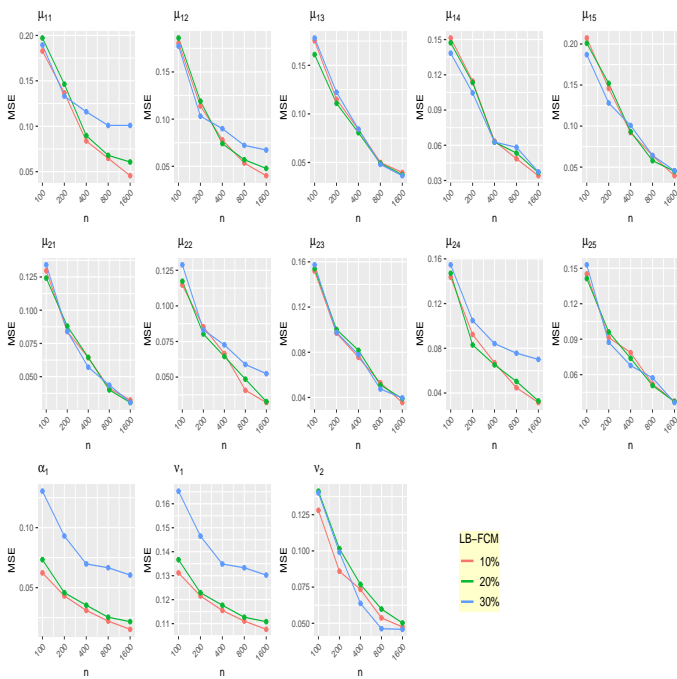 μ11 μ12 μ13 μ14 μ15
MSE 0.20 0.15 0.10 0.05 100 200 400 800 1600 n
MSE 0.15 0.10 0.05 100 200 400 800 1600 n
MSE 0.15 0.10 0.05 100 200 400 800 1600 n
MSE 0.15 0.12 0.09 0.06 0.03 100 200 400 800 1600 n
MSE 0.20 0.15 0.10 0.05 100 200 400 800 1600 n
μ21 μ22 μ23 μ24 μ25
MSE 0.125 0.100 0.075 0.050 100 200 400 800 1600 n
MSE 0.125 0.100 0.075 0.050 100 200 400 800 1600 n
MSE 0.16 0.12 0.08 0.04 100 200 400 800 1600 n
MSE 0.16 0.12 0.08 0.04 100 200 400 800 1600 n
MSE 0.15 0.12 0.09 0.06 100 200 400 800 1600 n
α1 ν1 ν2
MSE 0.10 0.05 100 200 400 800 1600 n
MSE 0.16 0.15 0.14 0.13 0.12 0.11 100 200 400 800 1600 n
MSE 0.125 0.100 0.075 0.050 100 200 400 800 1600 n
LB−FCM
10%
20%
30%